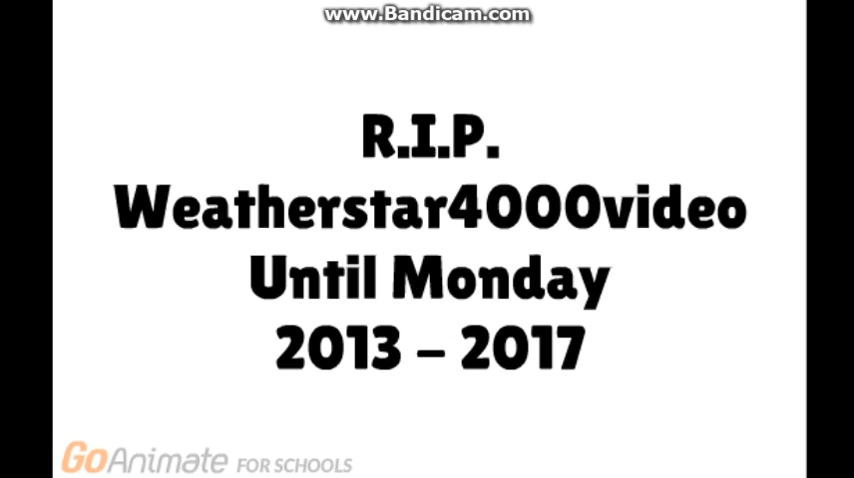 www.Bandicam.com
R.I.P.
Weatherstar4000video
Until Monday
2013 – 2017
GoAnimate FOR SCHOOLS